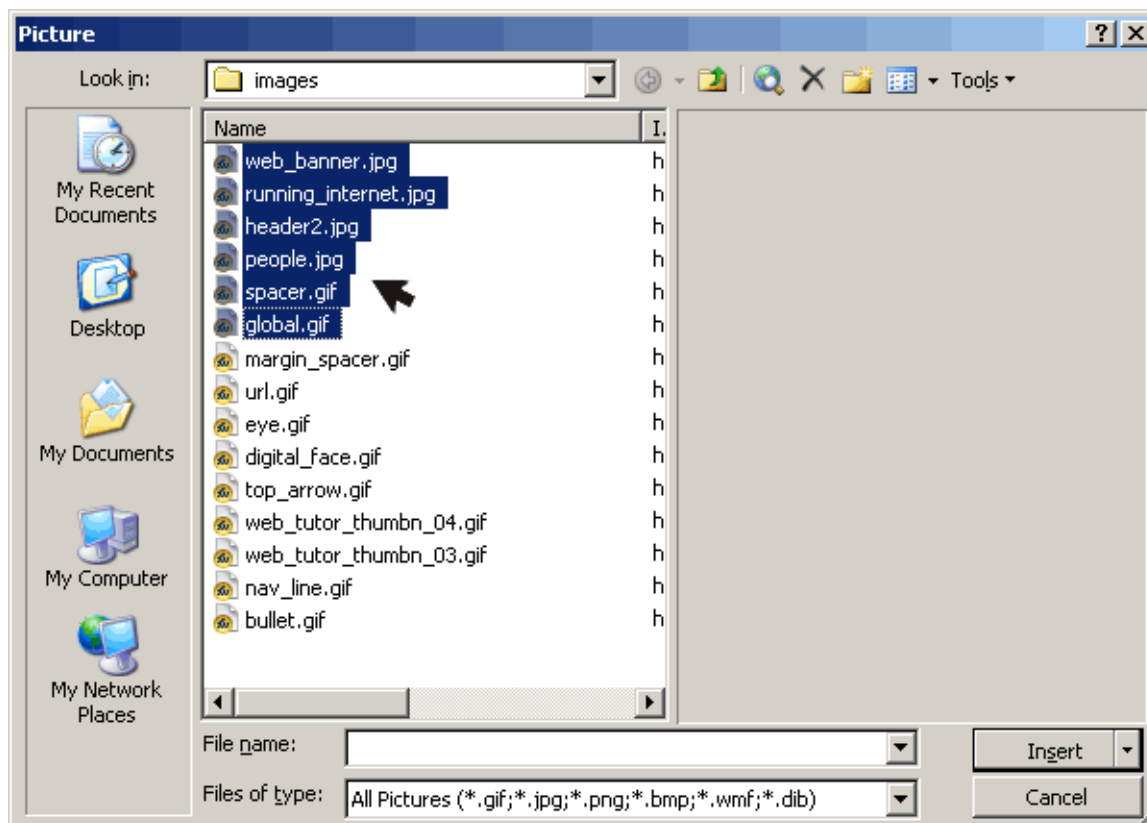 Picture
Look in:
images
Tools
My Recent
Documents
Desktop
My Documents
My Computer
My Network
Places
Name
I.
web_banner.jpg
h
running_internet.jpg
h
header2.jpg
h
people.jpg
h
spacer.gif
h
global.gif
h
margin_spacer.gif
h
url.gif
h
eye.gif
h
digital_face.gif
h
top_arrow.gif
h
web_tutor_thumbn_04.gif
h
web_tutor_thumbn_03.gif
h
nav_line.gif
h
bullet.gif
h
File name:
Insert
Files of type:
All Pictures (*.gif;*.jpg;*.png;*.bmp;*.wmf;*.dib)
Cancel